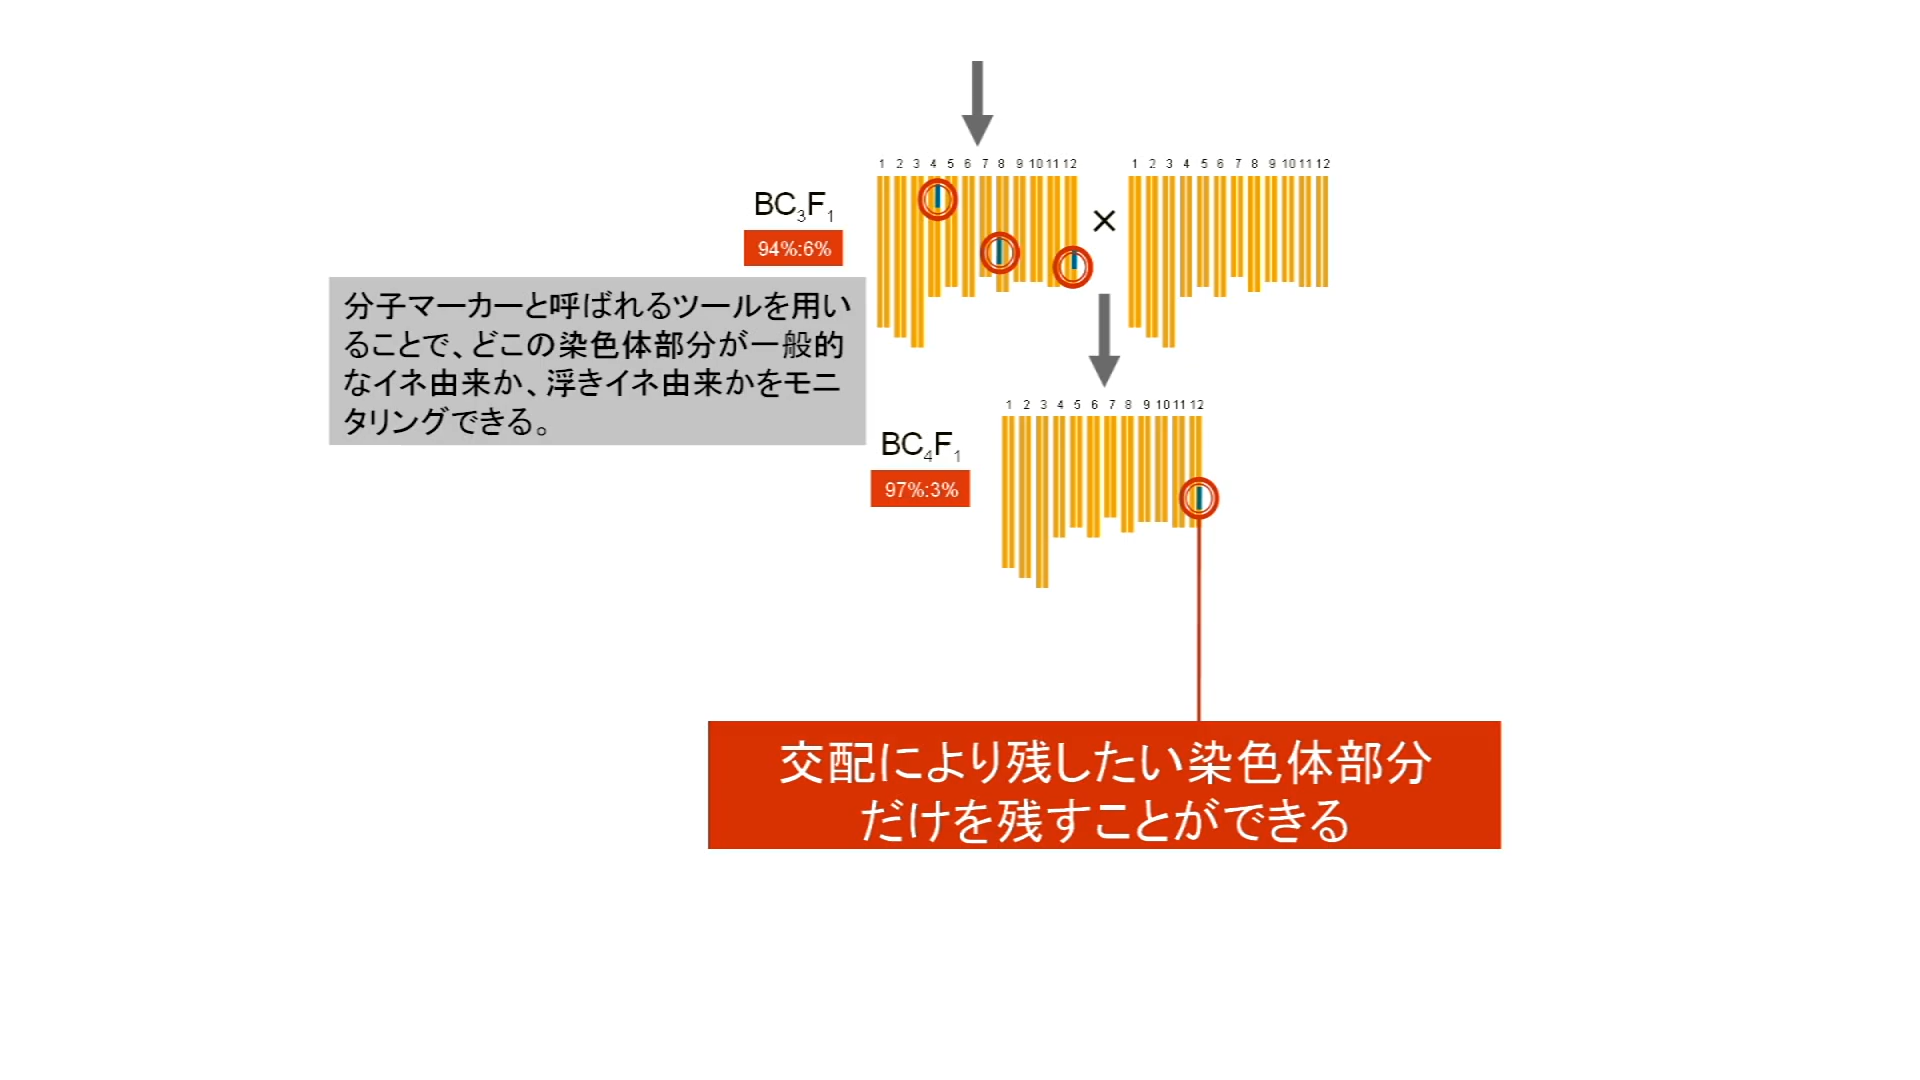 1 2 3 4 5 6 7 8 9 10 11 12
1 2 3 4 5 6 7 8 9 10 11 12
BC3F1
×
94%:6%
分子マーカーと呼ばれるツールを用い
ることで、どこの染色体部分が一般的
なイネ由来か、浮きイネ由来かをモニ
タリングできる。
1 2 3 4 5 6 7 8 9 10 11 12
BC4F1
97%:3%
交配により残したい染色体部分
だけを残すことができる